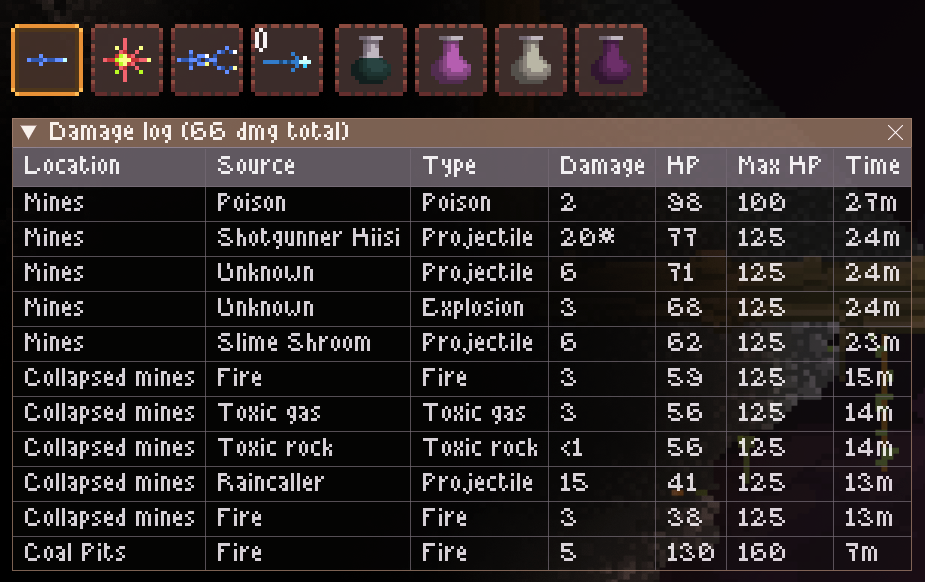 0
▼ Damage log (66 dmg total)
Location Source Type Damage HP Max HP Time
Mines Poison Poison 2 98 100 27m
Mines Shotgunner Hiisi Projectile 20* 77 125 24m
Mines Unknown Projectile 6 71 125 24m
Mines Unknown Explosion 3 68 125 24m
Mines Slime Shroom Projectile 6 62 125 23m
Collapsed mines Fire Fire 3 59 125 15m
Collapsed mines Toxic gas Toxic gas 3 56 125 14m
Collapsed mines Toxic rock Toxic rock <1 56 125 14m
Collapsed mines Raincaller Projectile 15 41 125 13m
Collapsed mines Fire Fire 3 38 125 13m
Coal Pits Fire Fire 5 130 160 7m